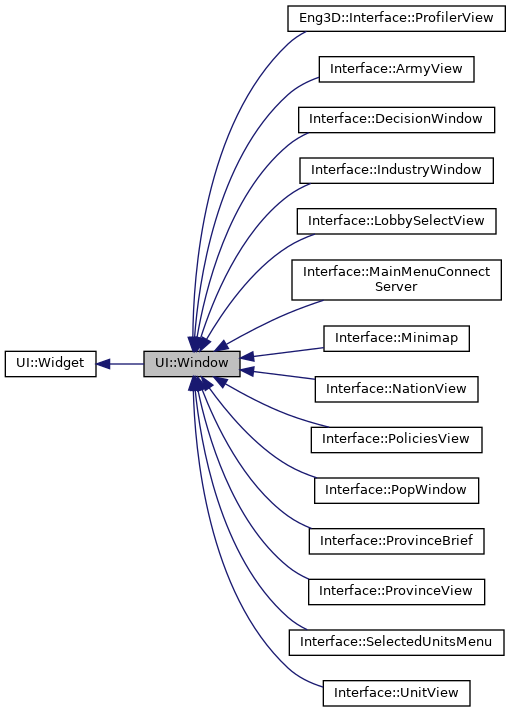 Eng3D::Interface::ProfilerView
Interface::ArmyView
Interface::DecisionWindow
Interface::IndustryWindow
Interface::LobbySelectView
Interface::MainMenuConnect
Server
Interface::Minimap
UI::Widget
UI::Window
Interface::NationView
Interface::PoliciesView
Interface::PopWindow
Interface::ProvinceBrief
Interface::ProvinceView
Interface::SelectedUnitsMenu
Interface::UnitView